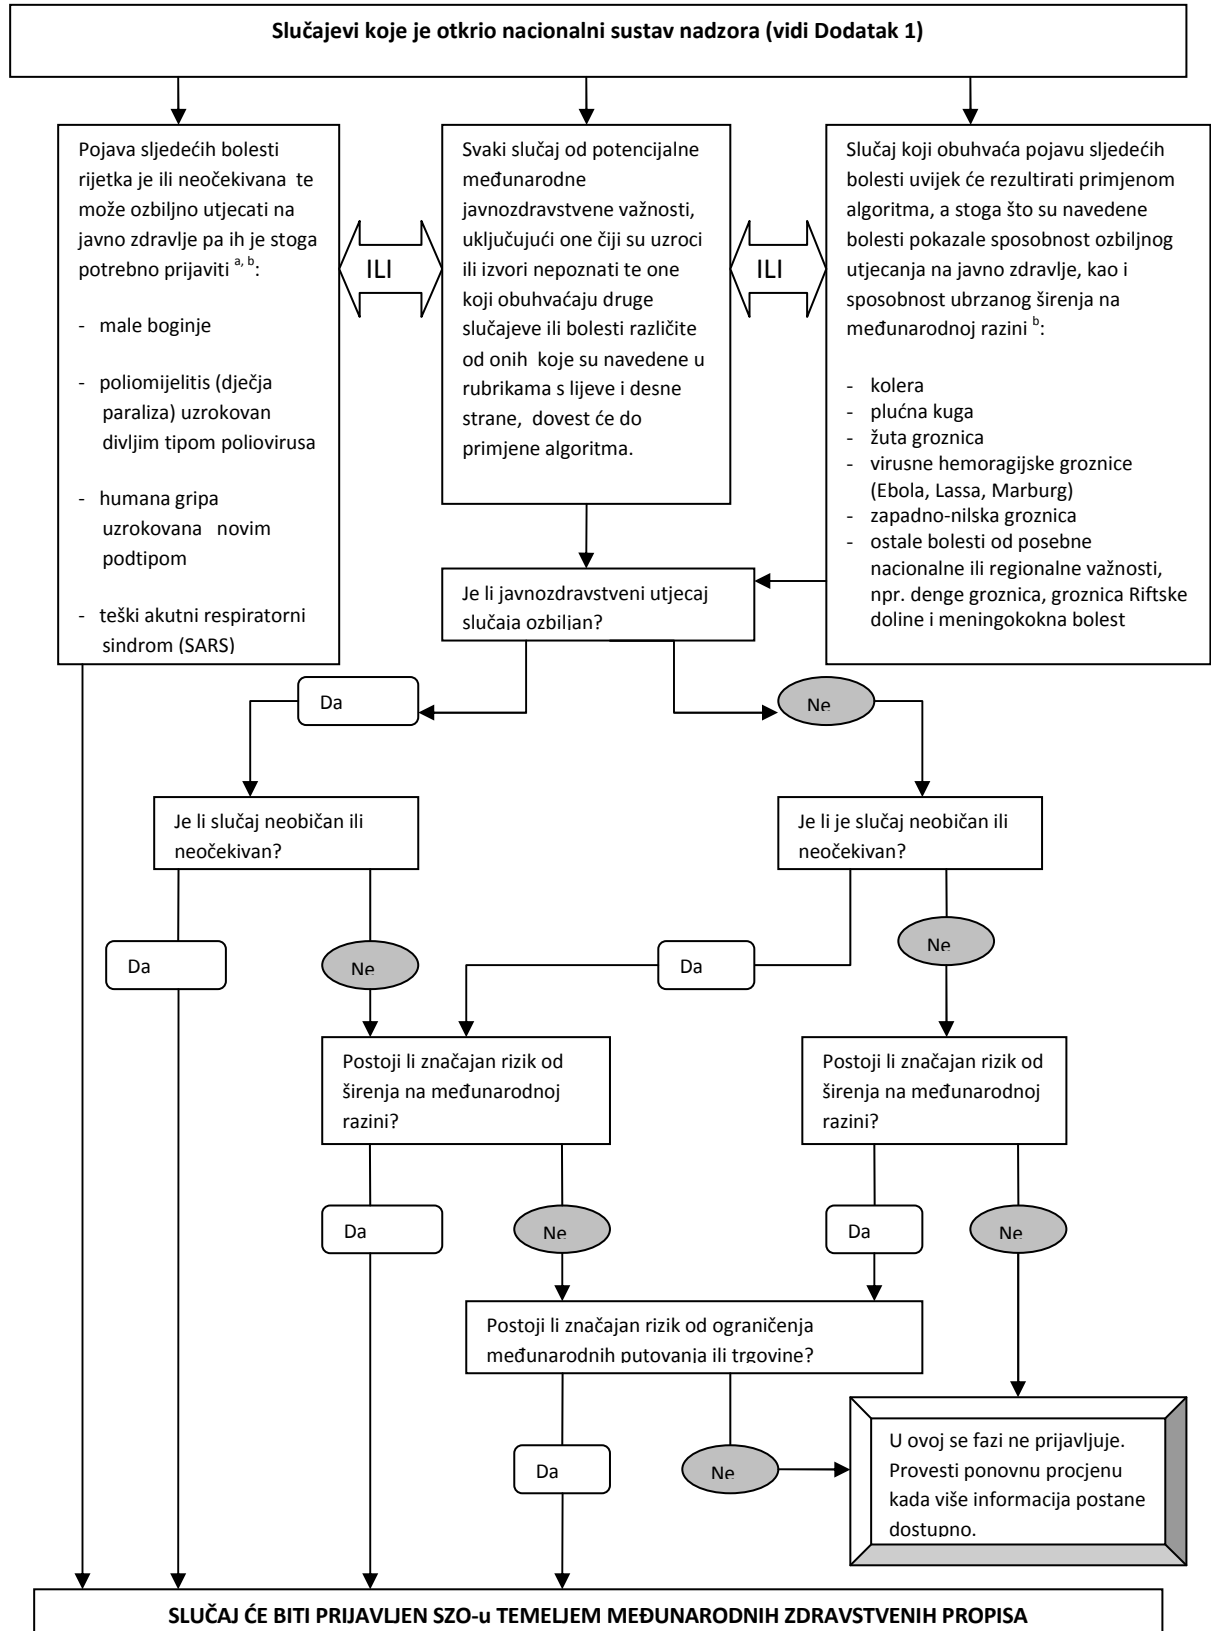 Slučajevi koje je otkrio nacionalni sustav nadzora (vidi Dodatak 1)
Pojava sljedećih bolesti
rijetka je ili neočekivana te
može ozbiljno utjecati na
javno zdravlje pa ih je stoga
potrebno prijaviti a, b:
- male boginje
- poliomijelitis (dječja
paraliza) uzrokovan
divljim tipom poliovirusa
- humana gripa
uzrokovana novim
podtipom
- teški akutni respiratorni
sindrom (SARS)
ILI
Svaki slučaj od potencijalne
međunarodne
javnozdravstvene važnosti,
uključujući one čiji su uzroci
ili izvori nepoznati te one
koji obuhvaćaju druge
slučajeve ili bolesti različite
od onih koje su navedene u
rubrikama s lijeve i desne
strane, dovest će do
primjene algoritma.
ILI
Slučaj koji obuhvaća pojavu sljedećih
bolesti uvijek će rezultirati primjenom
algoritma, a stoga što su navedene
bolesti pokazale sposobnost ozbiljnog
utjecanja na javno zdravlje, kao i
sposobnost ubrzanog širenja na
međunarodnoj razini b:
- kolera
- plućna kuga
- žuta groznica
- virusne hemoragijske groznice
(Ebola, Lassa, Marburg)
- zapadno-nilska groznica
- ostale bolesti od posebne
nacionalne ili regionalne važnosti,
npr. denge groznica, groznica Riftske
doline i meningokokna bolest
Je li javnozdravstveni utjecaj
slučaja ozbiljan?
Da
Ne
Je li slučaj neobičan ili
neočekivan?
Je li je slučaj neobičan ili
neočekivan?
Da
Ne
Da
Ne
Postoji li značajan rizik od
širenja na međunarodnoj
razini?
Postoji li značajan rizik od
širenja na međunarodnoj
razini?
Da
Ne
Da
Ne
Postoji li značajan rizik od ograničenja
međunarodnih putovanja ili trgovine?
Da
Ne
U ovoj se fazi ne prijavljuje.
Provesti ponovnu procjenu
kada više informacija postane
dostupno.
SLUČAJ ĆE BITI PRIJAVLJEN SZO-u TEMELJEM MEĐUNARODNIH ZDRAVSTVENIH PROPISA